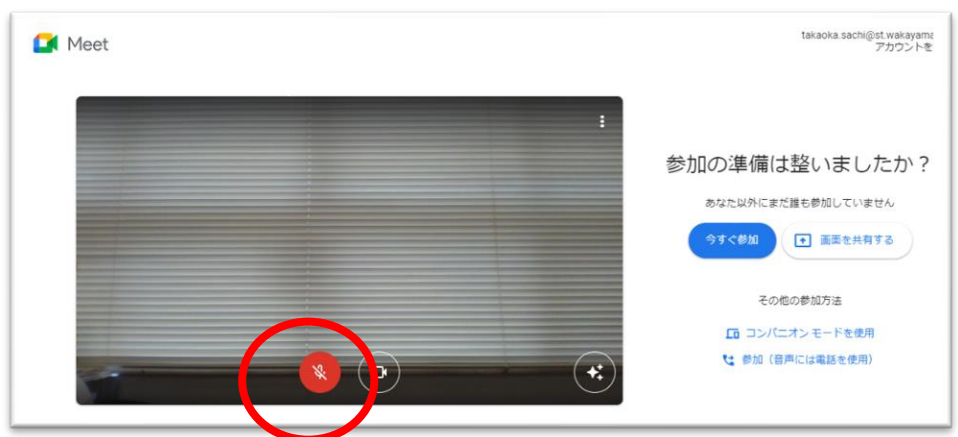 Meet
takaoka.sachi@st.wakayama
アカウントを
参加の準備は整いましたか？
あなた以外にまだ誰も参加していません
今すぐ参加
画面を共有する
その他の参加方法
コンパニオン モードを使用
参加（音声には電話を使用）